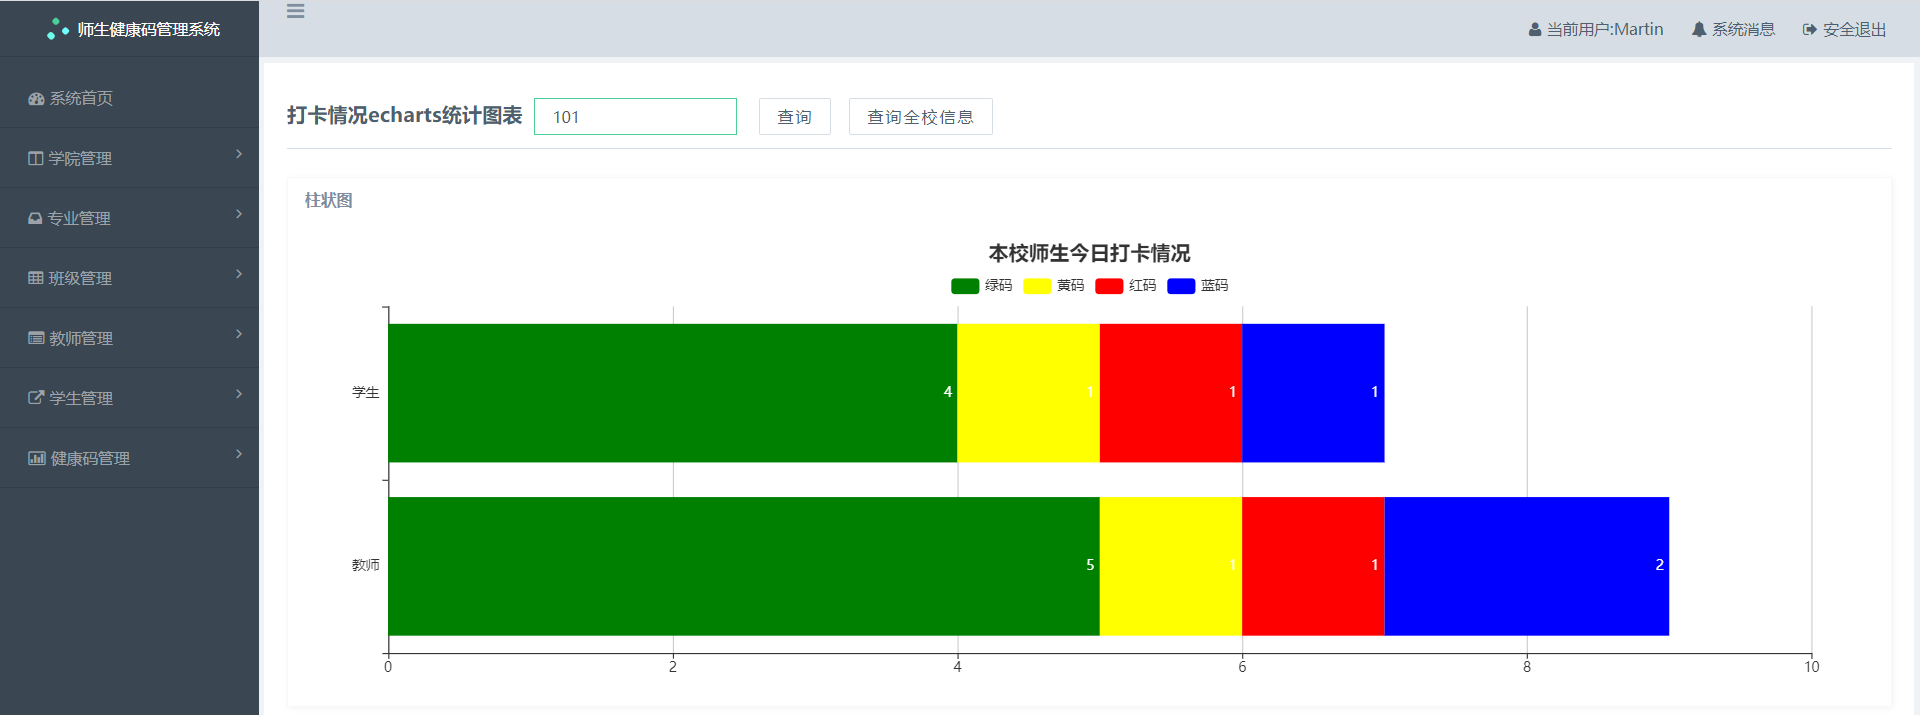 师生健康码管理系统
当前用户:Martin 系统消息 安全退出
系统首页
学院管理
专业管理
班级管理
教师管理
学生管理
健康码管理
打卡情况echarts统计图表 101 查询 查询全校信息
柱状图
本校师生今日打卡情况
绿码 黄码 红码 蓝码
学生 4 1 1 1
教师 5 1 1 2
0 2 4 6 8 10